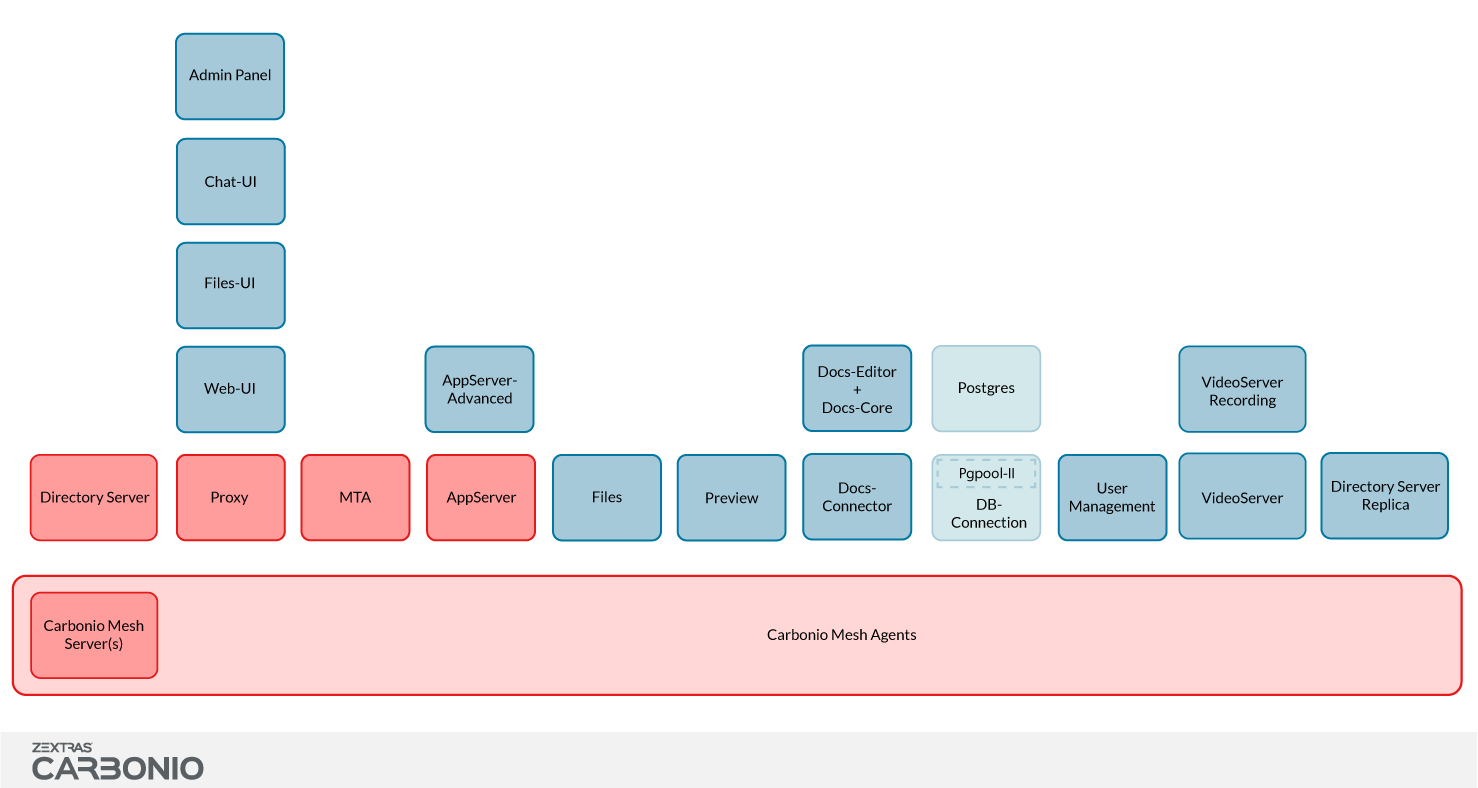 Admin Panel
Chat-UI
Files-UI
Web-UI
AppServer-
Advanced
Docs-Editor
+
Docs-Core
Postgres
VideoServer
Recording
Directory Server
Proxy
MTA
AppServer
Files
Preview
Docs-
Connector
Pgpool-II
DB-
Connection
User
Management
VideoServer
Directory Server
Replica
Carbonio Mesh
Server(s)
Carbonio Mesh Agents
ZEXTRAS
CARBONIO